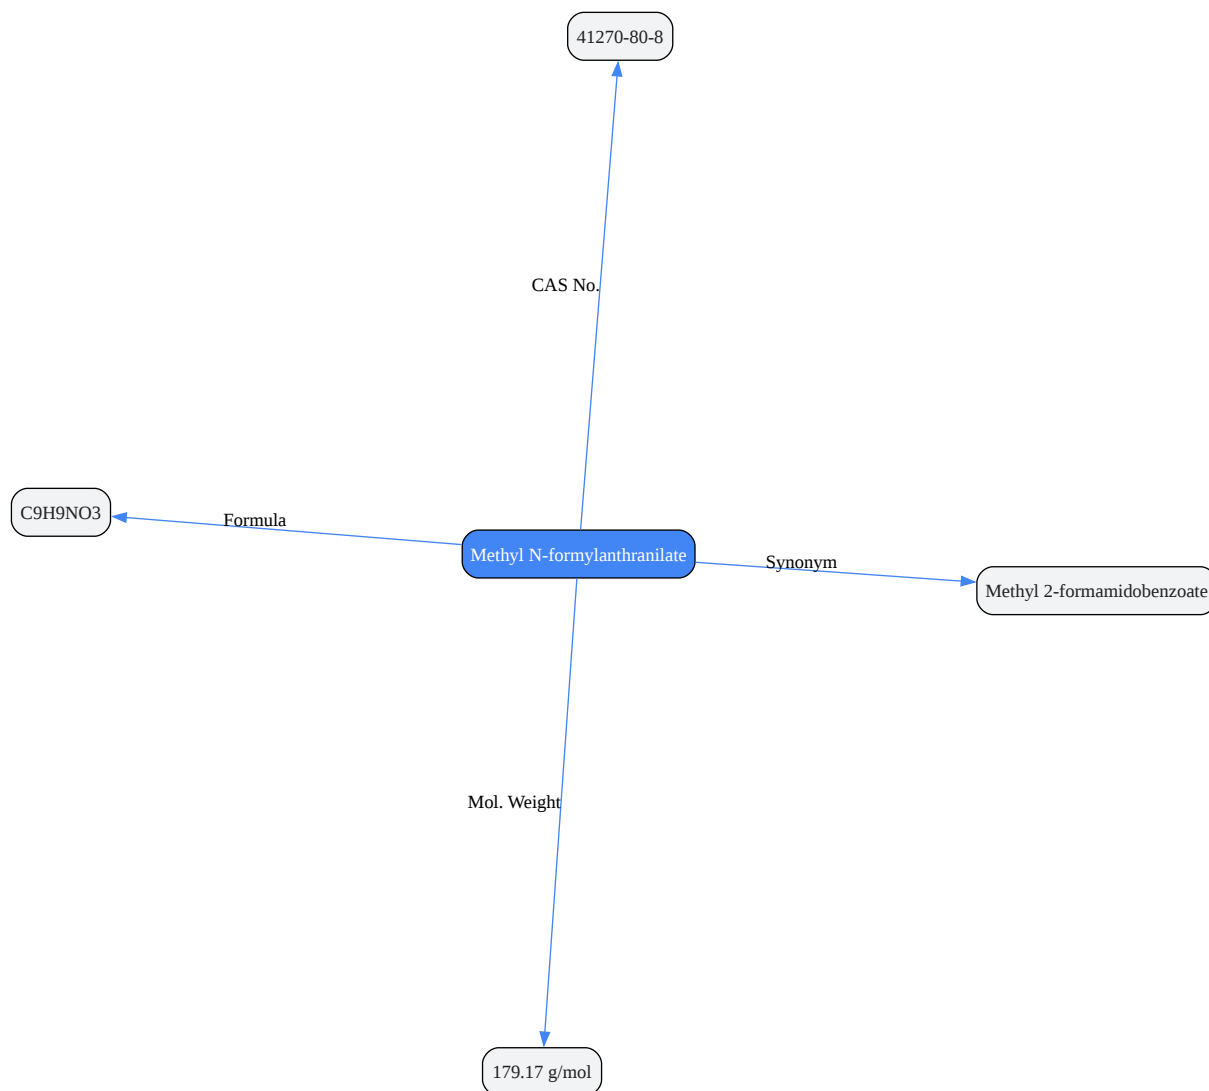 41270-80-8
CAS No.
C9H9NO3
Formula
Methyl N-formylanthranilate
Synonym
Methyl 2-formamidobenzoate
Mol. Weight
179.17 g/mol